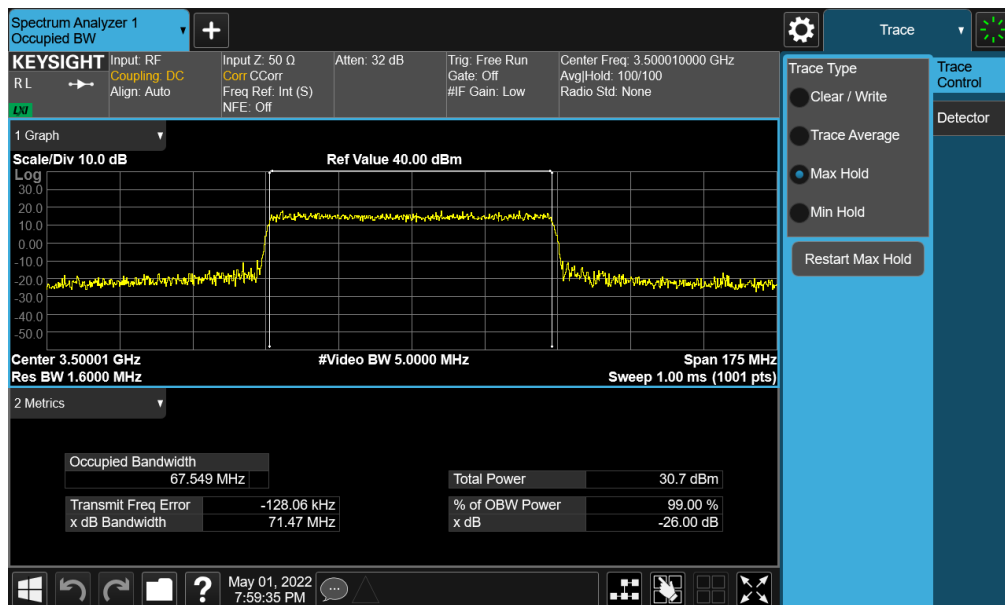 Spectrum Analyzer 1
Occupied BW
+
Trace
KEYSIGHT
R L
LXI
Input: RF
Coupling: DC
Align: Auto
Input Z: 50 Ω
Corr CCorr
Freq Ref: Int (S)
NFE: Off
Atten: 32 dB
Trig: Free Run
Gate: Off
#IF Gain: Low
Center Freq: 3.500010000 GHz
Avg|Hold: 100/100
Radio Std: None
Trace Type
Clear / Write
Trace Average
Max Hold
Min Hold
Restart Max Hold
Trace
Control
Detector
1 Graph
Scale/Div 10.0 dB
Ref Value 40.00 dBm
Log
30.0
20.0
10.0
0.00
-10.0
-20.0
-30.0
-40.0
-50.0
Center 3.50001 GHz
#Video BW 5.0000 MHz
Span 175 MHz
Res BW 1.6000 MHz
Sweep 1.00 ms (1001 pts)
2 Metrics
Occupied Bandwidth
67.549 MHz
Total Power 30.7 dBm
Transmit Freq Error -128.06 kHz
% of OBW Power 99.00 %
x dB Bandwidth 71.47 MHz
x dB -26.00 dB
?
May 01, 2022
7:59:35 PM